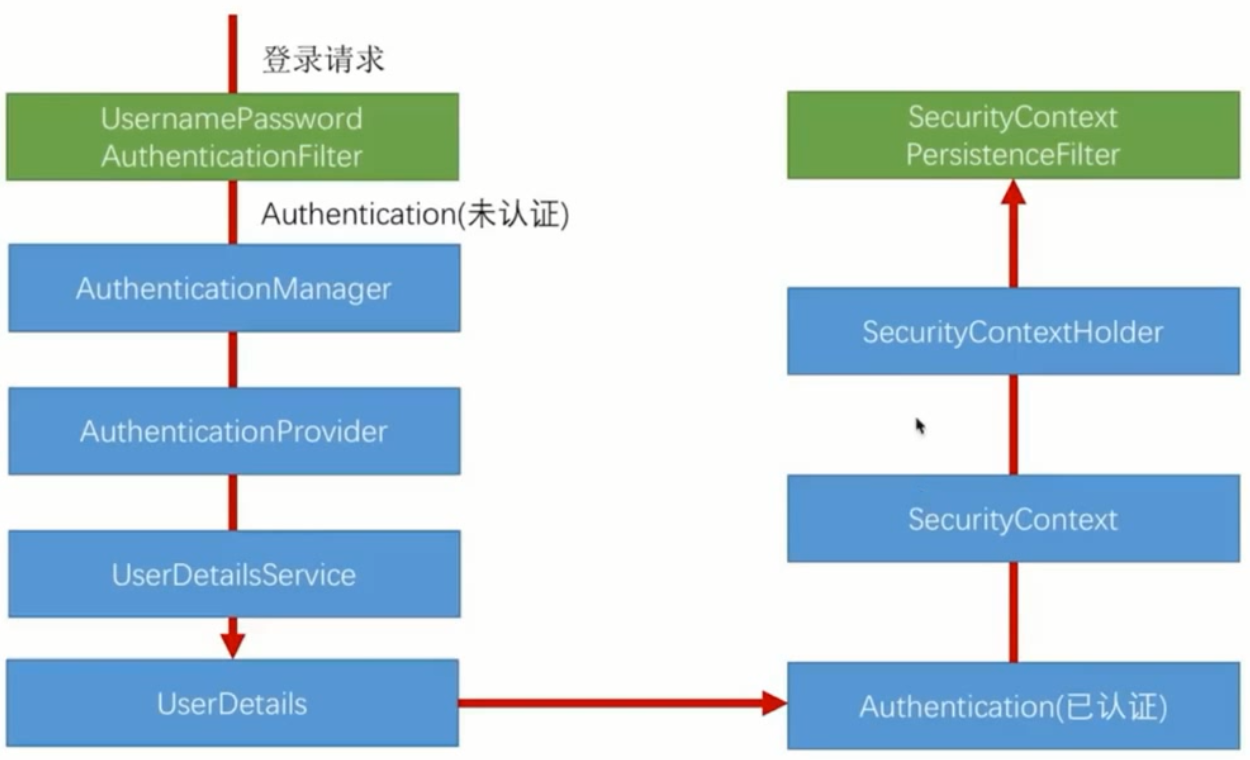 登录请求
UsernamePassword
AuthenticationFilter
Authentication(未认证)
AuthenticationManager
AuthenticationProvider
UserDetailsService
UserDetails
SecurityContext
PersistenceFilter
SecurityContextHolder
SecurityContext
Authentication(已认证)